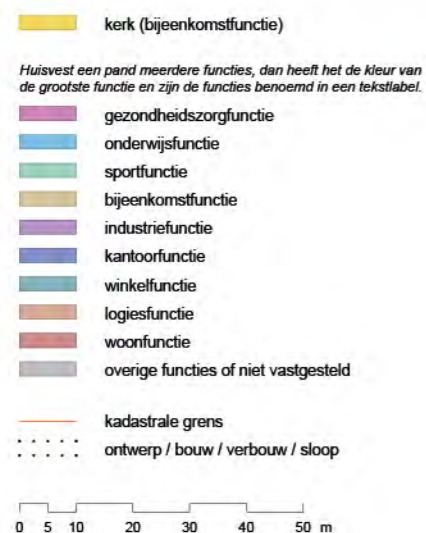 kerk (bijeenkomstfunctie)
Huisvest een pand meerdere functies, dan heeft het de kleur van
de grootste functie en zijn de functies benoemd in een tekstlabel.
gezondheidszorgfunctie
onderwijsfunctie
sportfunctie
bijeenkomstfunctie
industriefunctie
kantoorfunctie
winkelfunctie
logiesfunctie
woonfunctie
overige functies of niet vastgesteld
kadastrale grens
ontwerp / bouw / verbouw / sloop
0 5 10 20 30 40 50 m